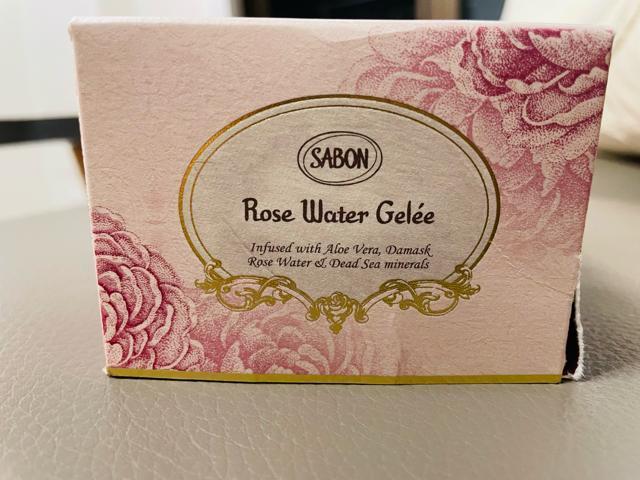 SABON
Rose Water Gelée
Infused with Aloe Vera, Damask
Rose Water & Dead Sea minerals